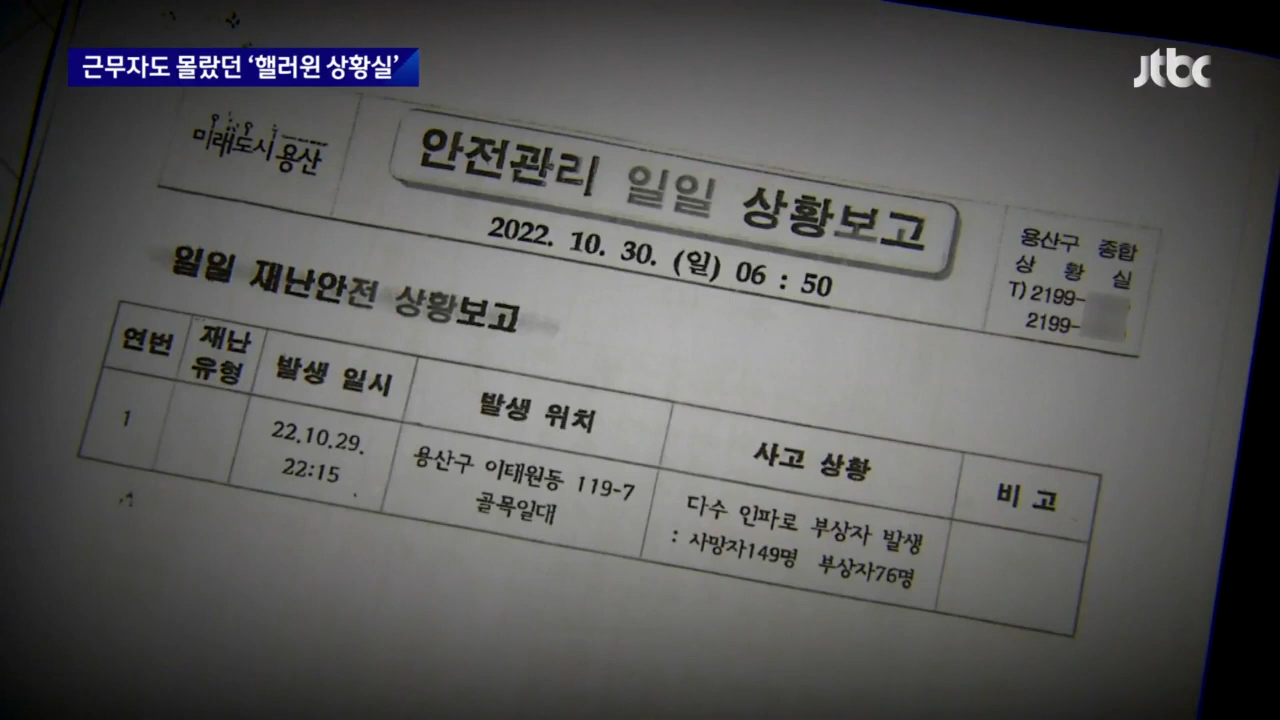 근무자도 몰랐던 '핼러윈 상황실'
jtbc
미래도시 용산
안전관리 일일 상황보고
2022. 10. 30. (일) 06 : 50
용산구 종합
상 황 실
T) 2199-
2199-
일일 재난안전 상황보고
연번 재난 유형 발생 일시 발생 위치 사고 상황 비 고
1
22.10.29.
22:15
용산구 이태원동 119-7
골목일대
다수 인파로 부상자 발생
: 사망자149명 부상자76명